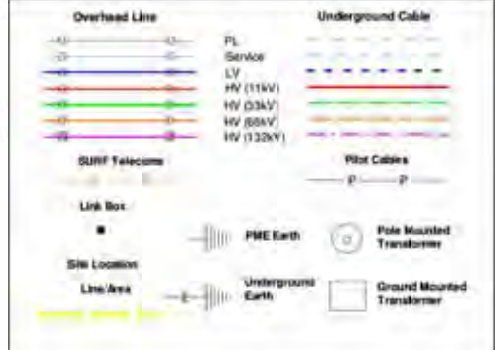 Overhead Line Underground Cable
PL
Service
LV
HV (11kV)
HV (33kV)
HV (66kV)
HV (132kV)
SURF Telecoms Pilot Cables
P P
Link Box
PME Earth
Pole Mounted
Transformer
Site Location
Line/Area
Underground
Earth
E
Ground Mounted
Transformer